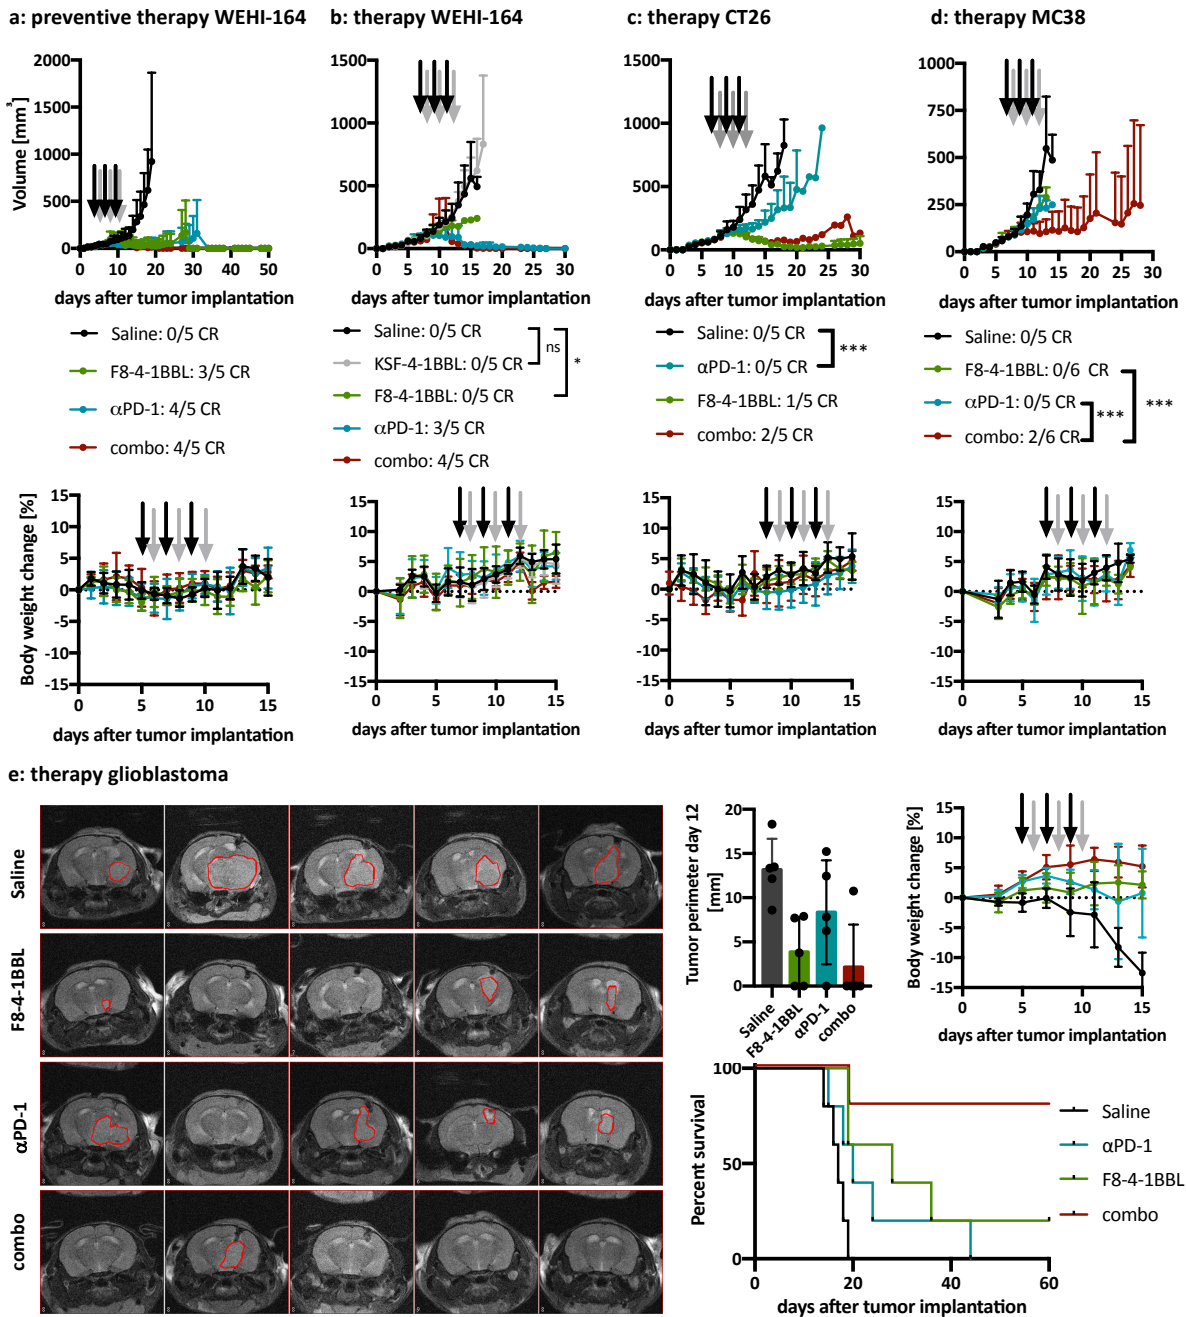 a: preventive therapy WEHI-164
b: therapy WEHI-164
c: therapy CT26
d: therapy MC38
Volume [mm³]
2000
1500
1000
500
0
0 10 20 30 40 50
days after tumor implantation
1500
1000
500
0
0 5 10 15 20 25 30
days after tumor implantation
1500
1000
500
0
0 5 10 15 20 25 30
days after tumor implantation
1000
750
500
250
0
0 5 10 15 20 25 30
days after tumor implantation
Saline: 0/5 CR
F8-4-1BBL: 3/5 CR
αPD-1: 4/5 CR
combo: 4/5 CR
Saline: 0/5 CR
KSF-4-1BBL: 0/5 CR
F8-4-1BBL: 0/5 CR
αPD-1: 3/5 CR
combo: 4/5 CR
ns
*
Saline: 0/5 CR
αPD-1: 0/5 CR
F8-4-1BBL: 1/5 CR
combo: 2/5 CR
***
Saline: 0/5 CR
F8-4-1BBL: 0/6 CR
αPD-1: 0/5 CR
combo: 2/6 CR
***
***
Body weight change [%]
15
10
5
0
-5
-10
-15
0 5 10 15
days after tumor implantation
15
10
5
0
-5
-10
-15
0 5 10 15
days after tumor implantation
15
10
5
0
-5
-10
-15
0 5 10 15
days after tumor implantation
15
10
5
0
-5
-10
-15
0 5 10 15
days after tumor implantation
e: therapy glioblastoma
Saline
F8-4-1BBL
αPD-1
combo
Tumor perimeter day 12
[mm]
20
15
10
5
0
Saline
F8-4-1BBL
αPD-1
combo
Body weight change [%]
15
10
5
0
-5
-10
-15
0 5 10 15
days after tumor implantation
Percent survival
100
50
0
0 20 40 60
days after tumor implantation
Saline
αPD-1
F8-4-1BBL
combo